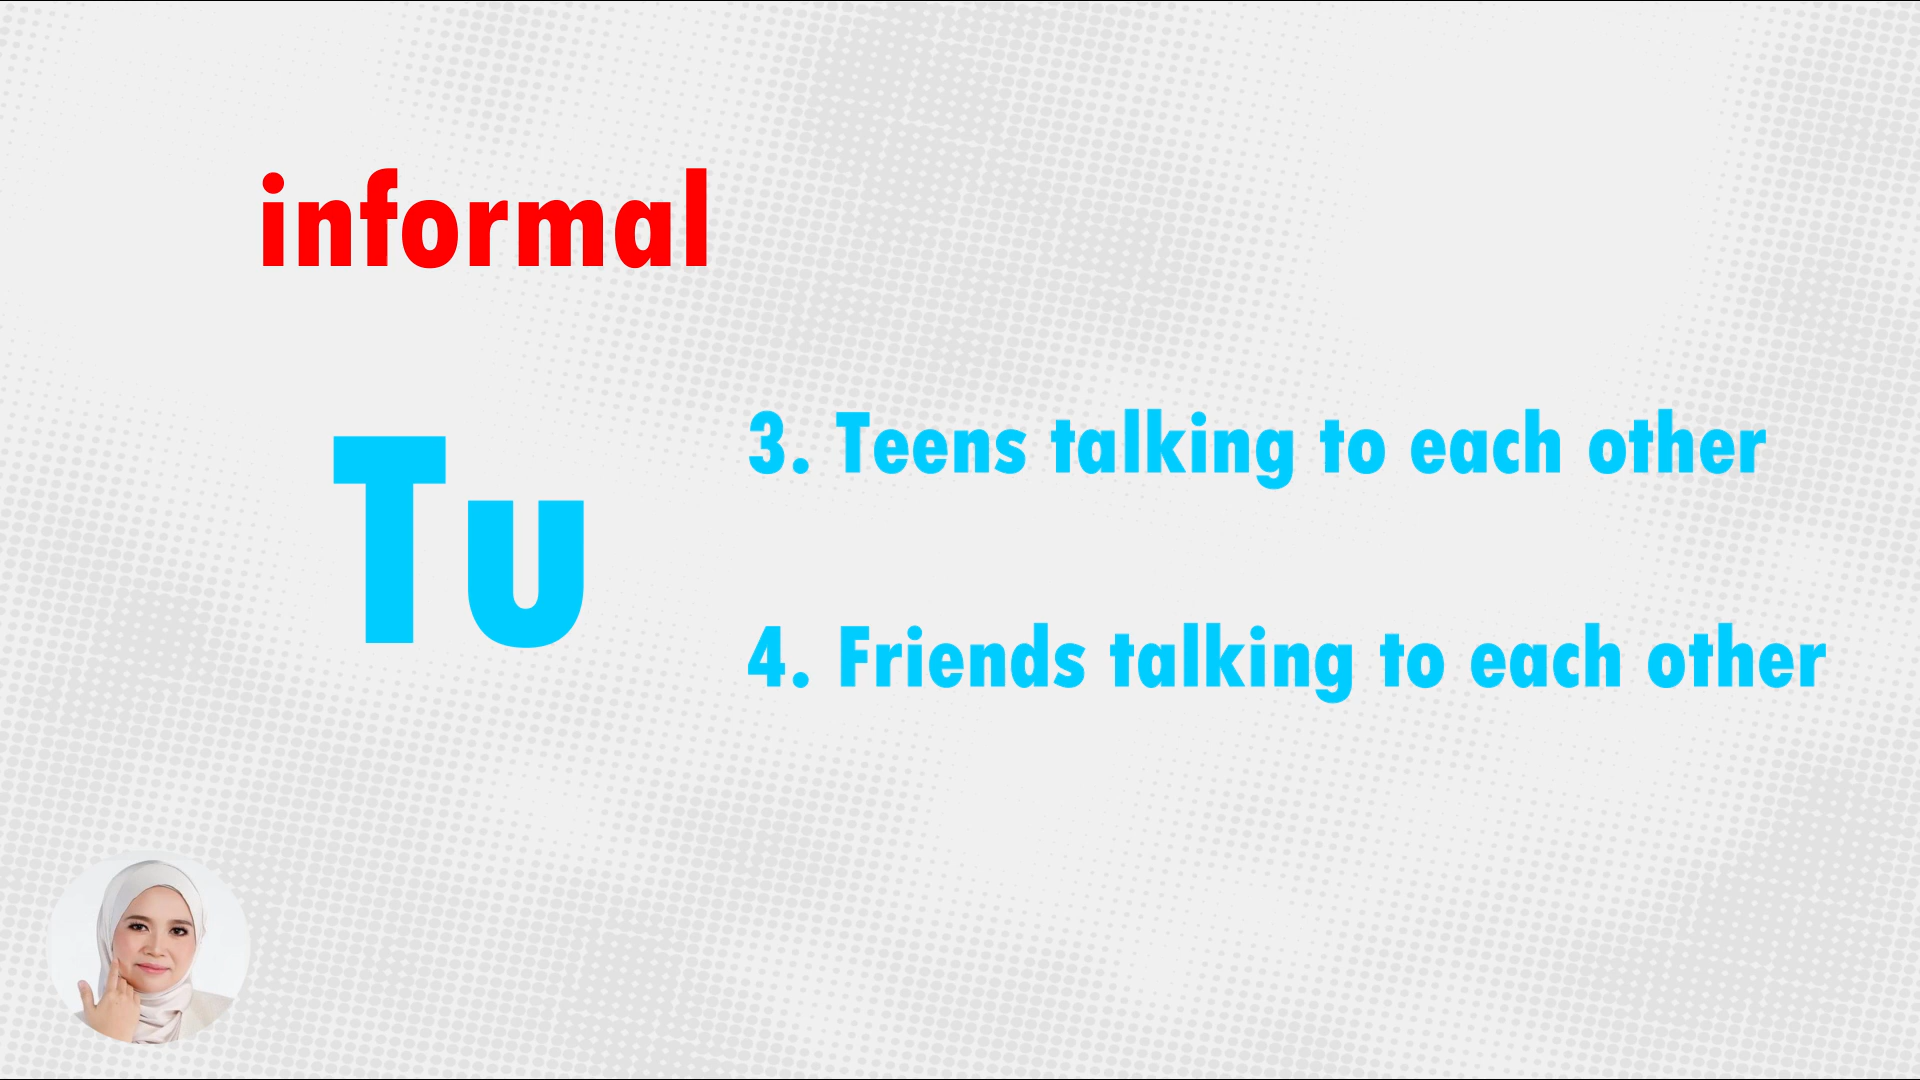 informal
Tu
3. Teens talking to each other
4. Friends talking to each other